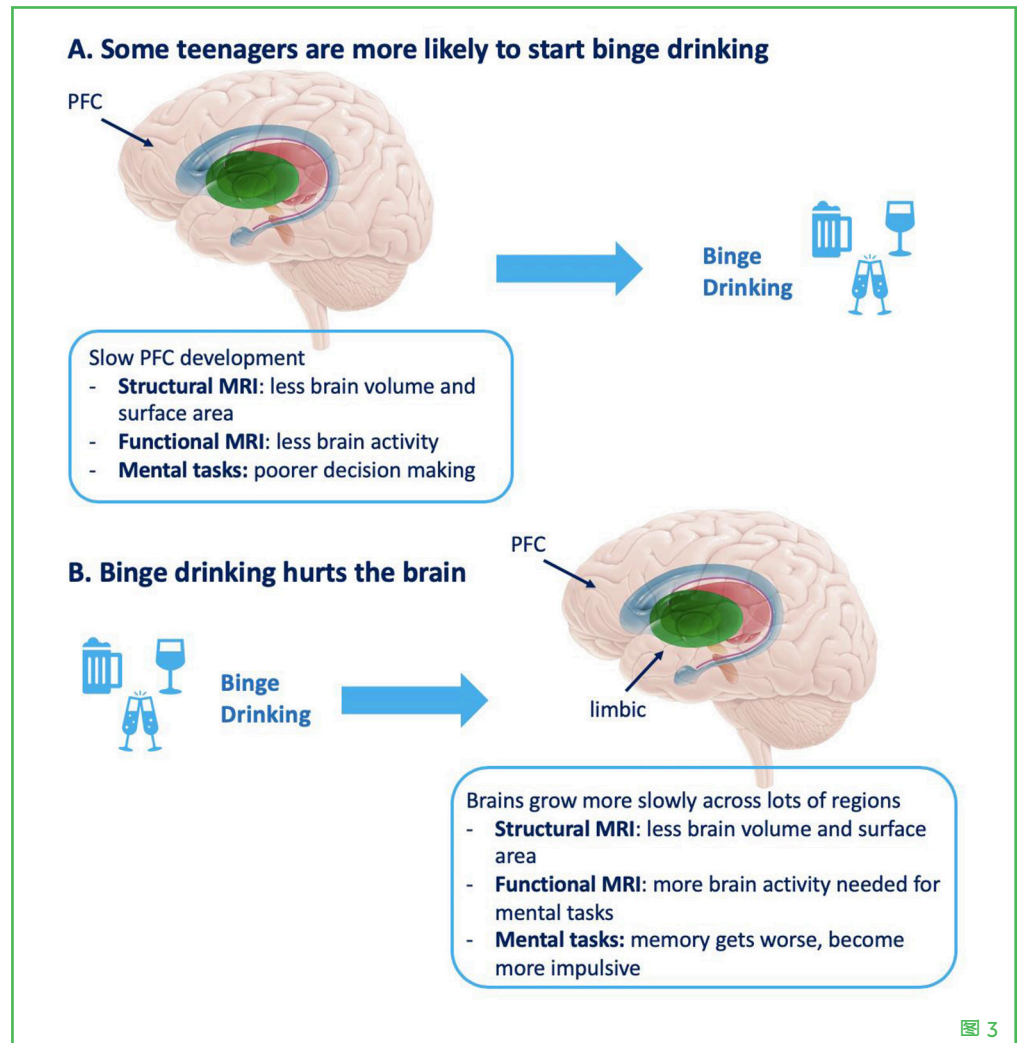 A. Some teenagers are more likely to start binge drinking
PFC
Binge
Drinking
Slow PFC development
- Structural MRI: less brain volume and
surface area
- Functional MRI: less brain activity
- Mental tasks: poorer decision making
B. Binge drinking hurts the brain
PFC
Binge
Drinking
limbic
Brains grow more slowly across lots of regions
- Structural MRI: less brain volume and surface
area
- Functional MRI: more brain activity needed for
mental tasks
- Mental tasks: memory gets worse, become
more impulsive
图 3